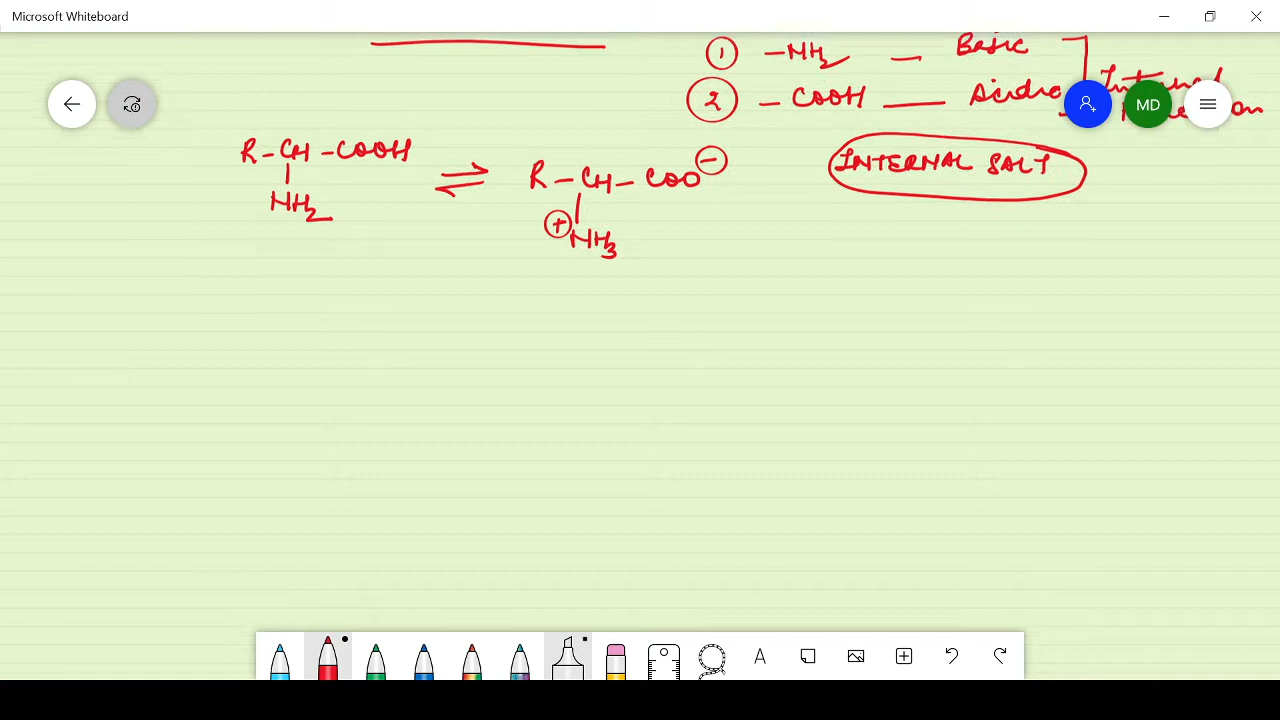 Microsoft Whiteboard
① -NH2 - Basic
② - COOH - Acidic
MD
R-CH-COOH ⇌ R-CH-COO⊖
NH2
⊕NH3
INTERNAL SALT
A